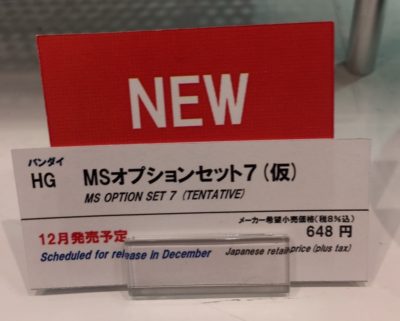 NEW
バンダイ
HG MSオプションセット7(仮)
MS OPTION SET 7 (TENTATIVE)
メーカー希望小売価格(税8%込)
12月発売予定 648 円
Scheduled for release in December Japanese retail price (plus tax)